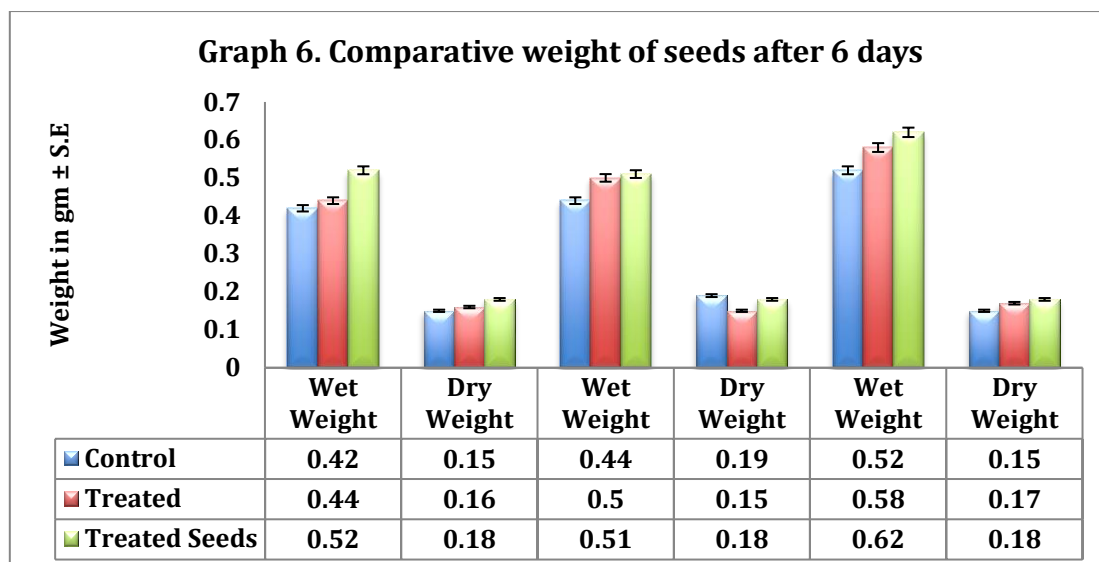 Graph 6. Comparative weight of seeds after 6 days
Weight in gm ± S.E
0.7
0.6
0.5
0.4
0.3
0.2
0.1
0
Wet Weight Dry Weight Wet Weight Dry Weight Wet Weight Dry Weight
Control 0.42 0.15 0.44 0.19 0.52 0.15
Treated 0.44 0.16 0.5 0.15 0.58 0.17
Treated Seeds 0.52 0.18 0.51 0.18 0.62 0.18